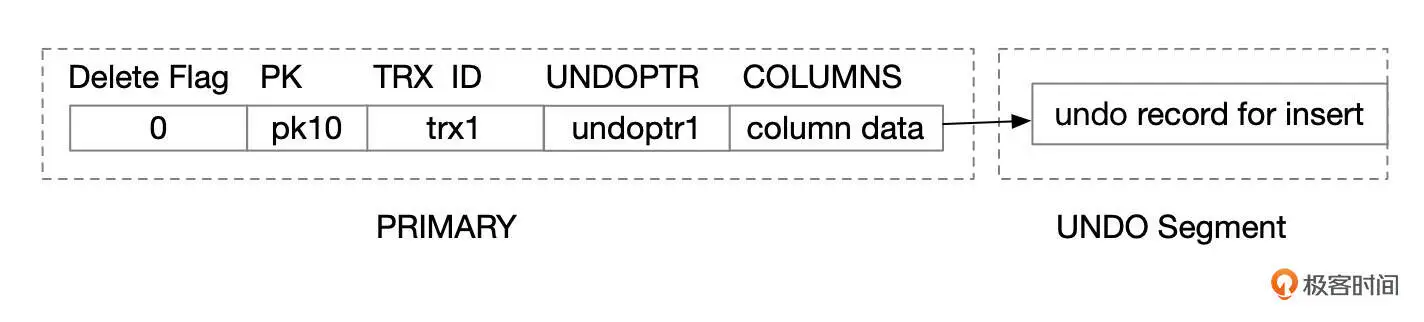 Delete Flag PK TRX ID UNDOPTR COLUMNS
0 pk10 trx1 undoptr1 column data undo record for insert
PRIMARY UNDO Segment
极客时间